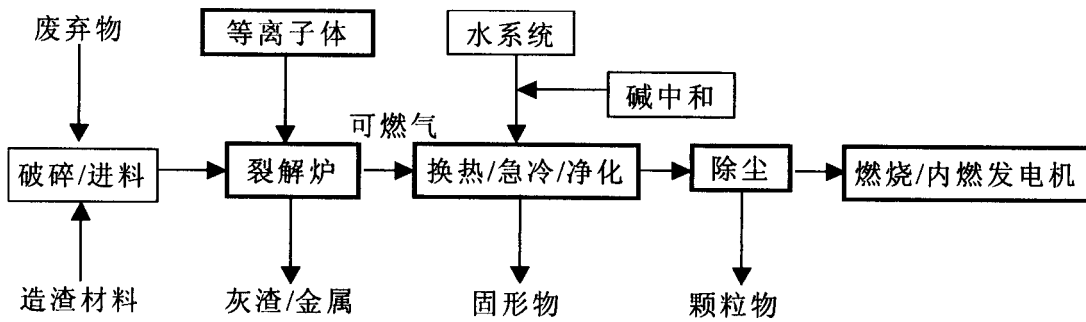 废弃物
等离子体
水系统
碱中和
可燃气
破碎/进料
裂解炉
换热/急冷/净化
除尘
燃烧/内燃发电机
造渣材料
灰渣/金属
固形物
颗粒物